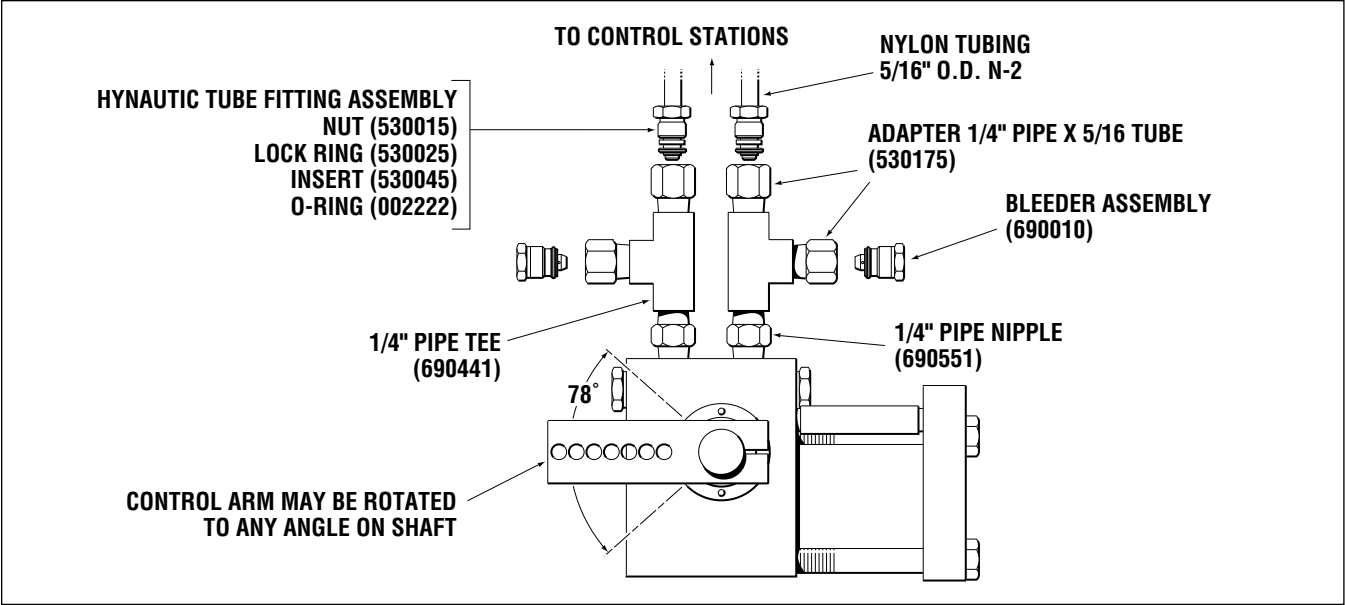 TO CONTROL STATIONS
NYLON TUBING
5/16" O.D. N-2
HYNAUTIC TUBE FITTING ASSEMBLY
NUT (530015)
LOCK RING (530025)
INSERT (530045)
O-RING (002222)
ADAPTER 1/4" PIPE X 5/16 TUBE
(530175)
BLEEDER ASSEMBLY
(690010)
1/4" PIPE TEE
(690441)
1/4" PIPE NIPPLE
(690551)
78°
CONTROL ARM MAY BE ROTATED
TO ANY ANGLE ON SHAFT